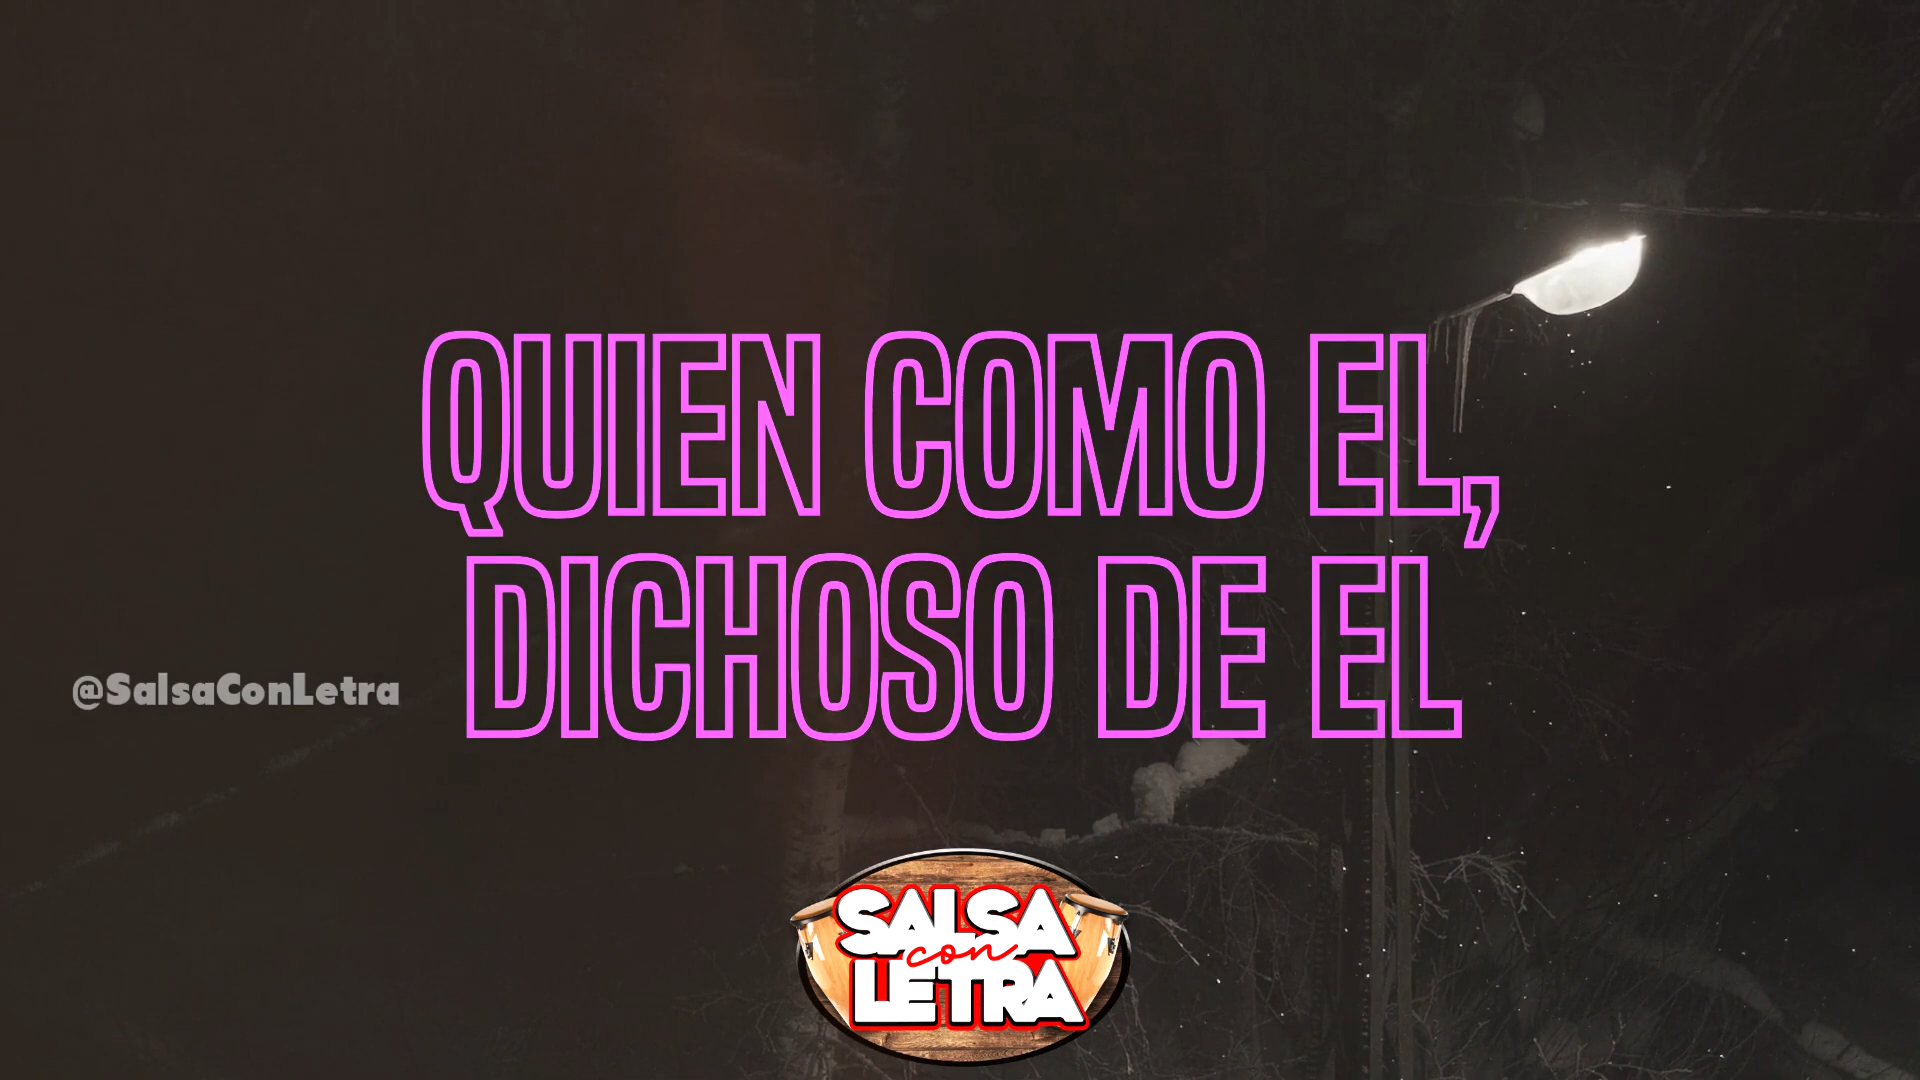 QUIEN COMO EL,
DICHOSO DE EL
@SalsaConLetra
SALSA
con
LETRA